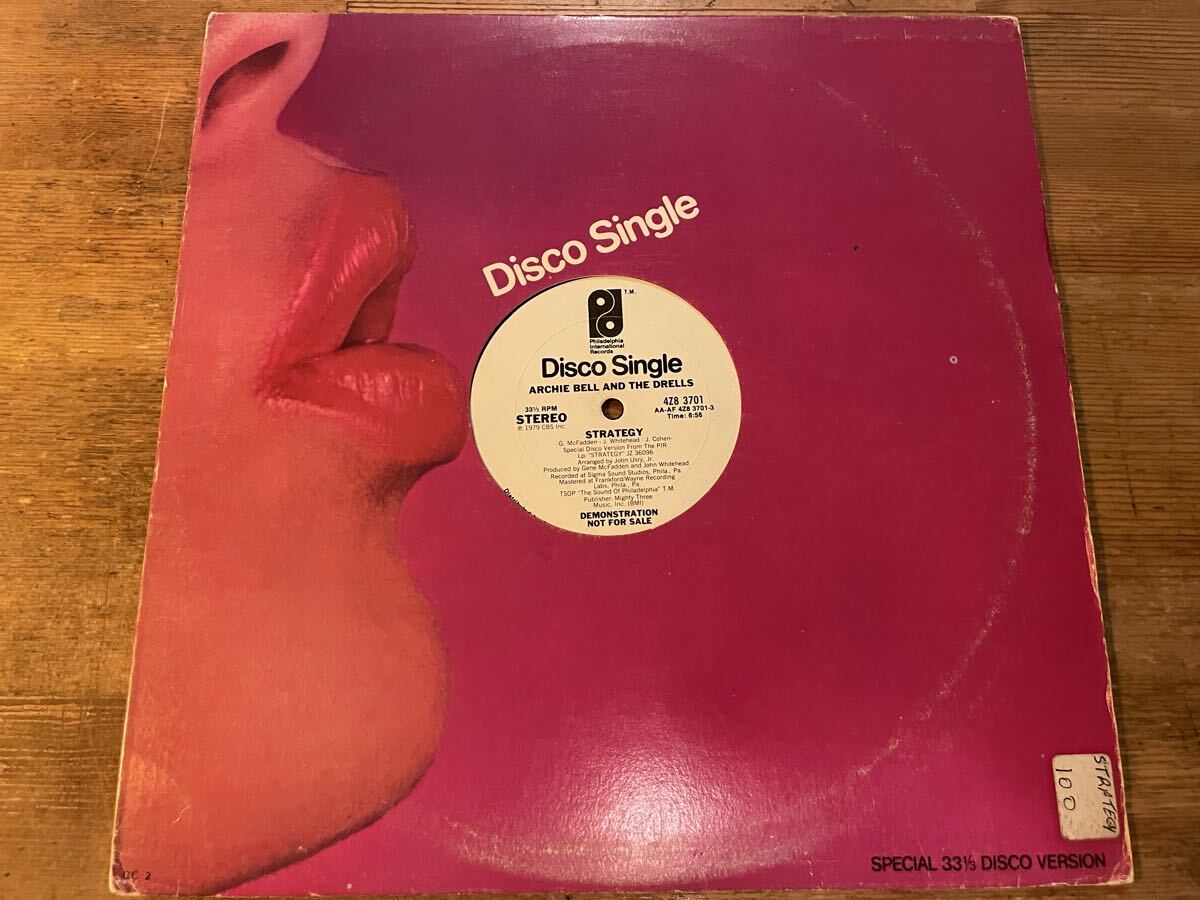 Disco Single
T.M.
Philadelphia
International
Records
Disco Single
ARCHIE BELL AND THE DRELLS
33⅓ RPM
STEREO
℗ 1979 CBS Inc.
4Z8 3701
AA-AF 4Z8 3701-3
Time: 6:56
STRATEGY
-G. McFadden - J. Whitehead - J. Cohen-
Special Disco Version From The PIR
Lp "STRATEGY" JZ 36096
Arranged by John Usry, Jr.
Produced by Gene McFadden and John Whitehead
Recorded at Sigma Sound Studios, Phila., Pa.
Mastered at Frankford/Wayne Recording
Labs, Phila., Pa.
TSOP "The Sound Of Philadelphia" T.M.
Publisher: Mighty Three
Music, Inc. (BMI)
DEMONSTRATION
NOT FOR SALE
STRATEGY
100
SPECIAL 33⅓ DISCO VERSION
DC 2